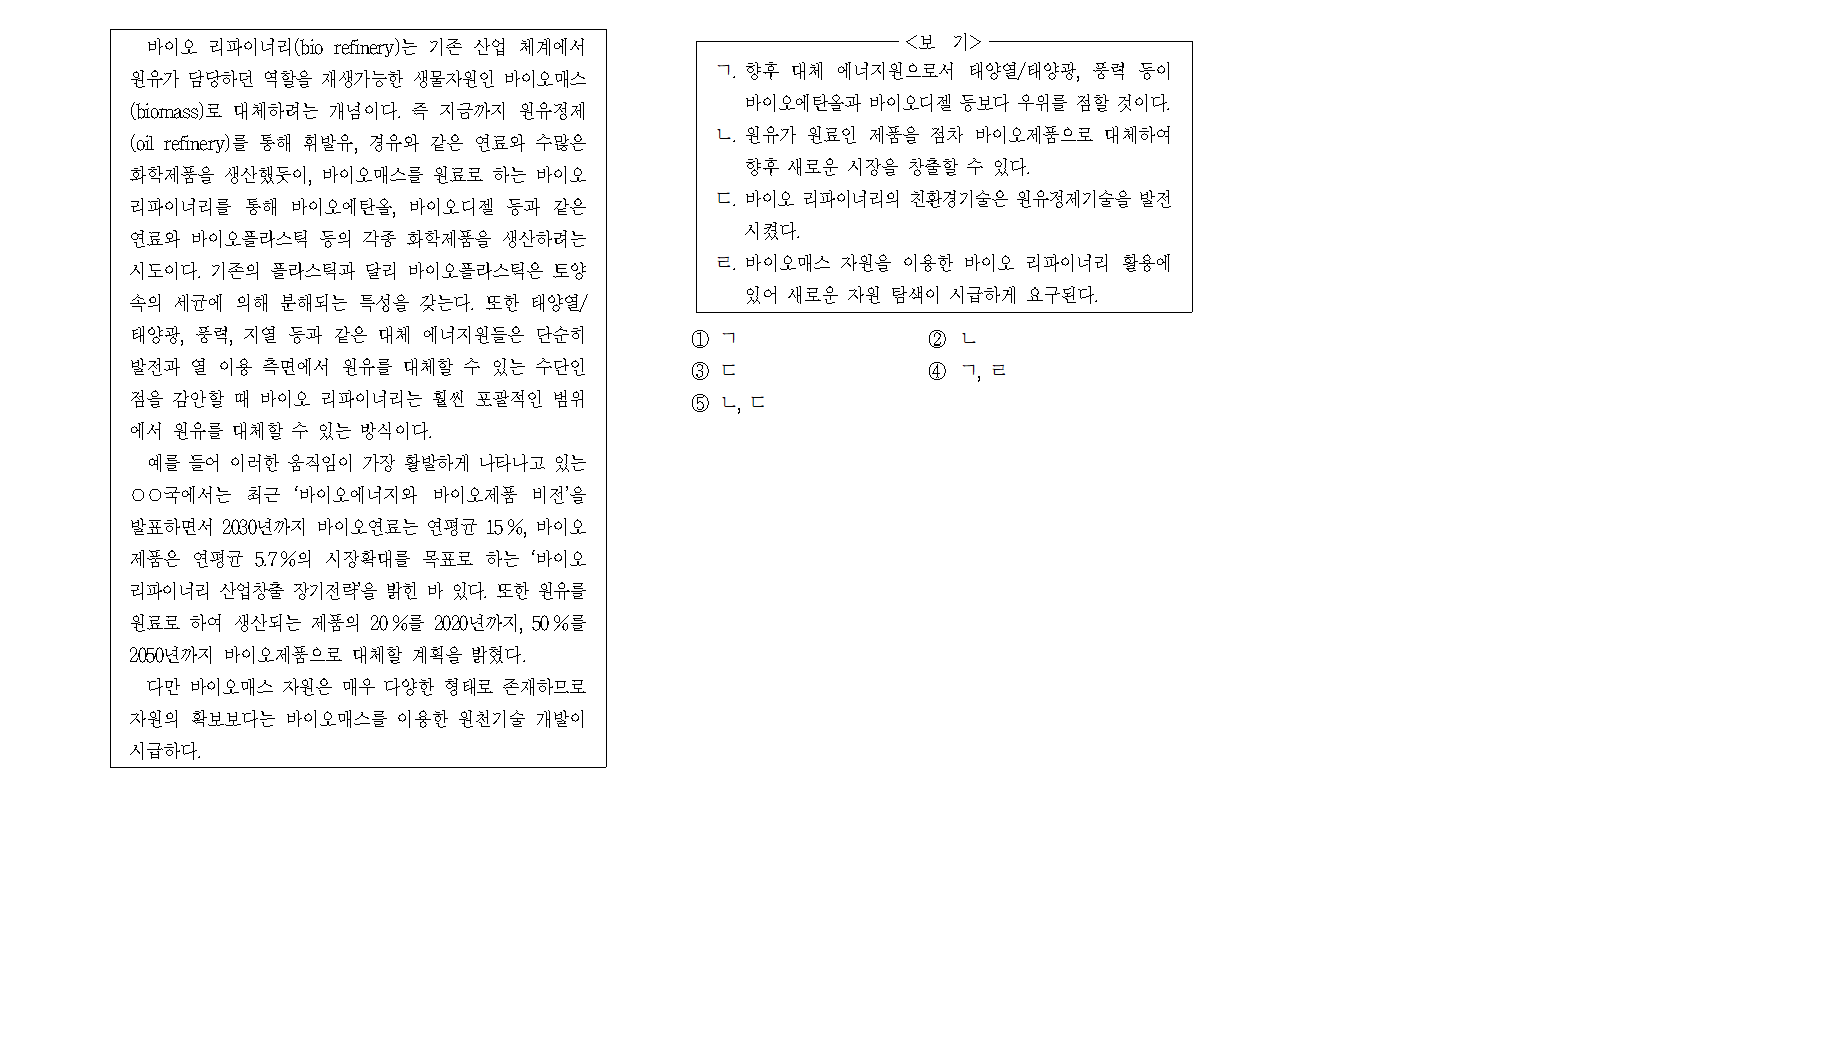 바이오 리파이너리(bio refinery)는 기존 산업 체계에서
원유가 담당하던 역할을 재생가능한 생물자원인 바이오매스
(biomass)로 대체하려는 개념이다. 즉 지금까지 원유정제
(oil refinery)를 통해 휘발유, 경유와 같은 연료와 수많은
화학제품을 생산했듯이, 바이오매스를 원료로 하는 바이오
리파이너리를 통해 바이오에탄올, 바이오디젤 등과 같은
연료와 바이오플라스틱 등의 각종 화학제품을 생산하려는
시도이다. 기존의 플라스틱과 달리 바이오플라스틱은 토양
속의 세균에 의해 분해되는 특성을 갖는다. 또한 태양열/
태양광, 풍력, 지열 등과 같은 대체 에너지원들은 단순히
발전과 열 이용 측면에서 원유를 대체할 수 있는 수단인
점을 감안할 때 바이오 리파이너리는 훨씬 포괄적인 범위
에서 원유를 대체할 수 있는 방식이다.
예를 들어 이러한 움직임이 가장 활발하게 나타나고 있는
○○국에서는 최근 ‘바이오에너지와 바이오제품 비전’을
발표하면서 2030년까지 바이오연료는 연평균 15%, 바이오
제품은 연평균 5.7%의 시장확대를 목표로 하는 ‘바이오
리파이너리 산업창출 장기전략’을 밝힌 바 있다. 또한 원유를
원료로 하여 생산되는 제품의 20%를 2020년까지, 50%를
2050년까지 바이오제품으로 대체할 계획을 밝혔다.
다만 바이오매스 자원은 매우 다양한 형태로 존재하므로
자원의 확보보다는 바이오매스를 이용한 원천기술 개발이
시급하다.
<보 기>
ㄱ. 향후 대체 에너지원으로서 태양열/태양광, 풍력 등이
바이오에탄올과 바이오디젤 등보다 우위를 점할 것이다.
ㄴ. 원유가 원료인 제품을 점차 바이오제품으로 대체하여
향후 새로운 시장을 창출할 수 있다.
ㄷ. 바이오 리파이너리의 친환경기술은 원유정제기술을 발전
시켰다.
ㄹ. 바이오매스 자원을 이용한 바이오 리파이너리 활용에
있어 새로운 자원 탐색이 시급하게 요구된다.
① ㄱ ② ㄴ
③ ㄷ ④ ㄱ, ㄹ
⑤ ㄴ, ㄷ